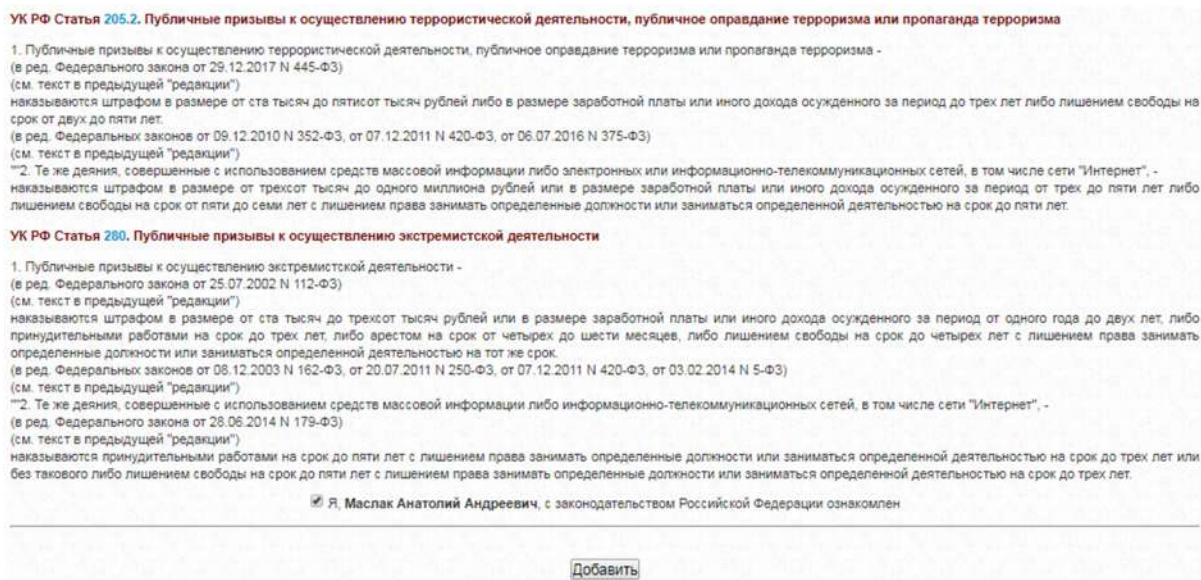 УК РФ Статья 205.2. Публичные призывы к осуществлению террористической деятельности, публичное оправдание терроризма или пропаганда терроризма
1. Публичные призывы к осуществлению террористической деятельности, публичное оправдание терроризма или пропаганда терроризма -
(в ред. Федерального закона от 29.12.2017 N 445-ФЗ)
(см. текст в предыдущей "редакции")
наказываются штрафом в размере от ста тысяч до пятисот тысяч рублей либо в размере заработной платы или иного дохода осужденного за период до трех лет либо лишением свободы на
срок от двух до пяти лет.
(в ред. Федеральных законов от 09.12.2010 N 352-ФЗ, от 07.12.2011 N 420-ФЗ, от 06.07.2016 N 375-ФЗ)
(см. текст в предыдущей "редакции")
""2. Те же деяния, совершенные с использованием средств массовой информации либо электронных или информационно-телекоммуникационных сетей, в том числе сети "Интернет", -
наказываются штрафом в размере от трехсот тысяч до одного миллиона рублей или в размере заработной платы или иного дохода осужденного за период от трех до пяти лет либо
лишением свободы на срок от пяти до семи лет с лишением права занимать определенные должности или заниматься определенной деятельностью на срок до пяти лет.
УК РФ Статья 280. Публичные призывы к осуществлению экстремистской деятельности
1. Публичные призывы к осуществлению экстремистской деятельности -
(в ред. Федерального закона от 25.07.2002 N 112-ФЗ)
(см. текст в предыдущей "редакции")
наказываются штрафом в размере от ста тысяч до трехсот тысяч рублей или в размере заработной платы или иного дохода осужденного за период от одного года до двух лет, либо
принудительными работами на срок до трех лет, либо арестом на срок от четырех до шести месяцев, либо лишением свободы на срок до четырех лет с лишением права занимать
определенные должности или заниматься определенной деятельностью на тот же срок.
(в ред. Федеральных законов от 08.12.2003 N 162-ФЗ, от 20.07.2011 N 250-ФЗ, от 07.12.2011 N 420-ФЗ, от 03.02.2014 N 5-ФЗ)
(см. текст в предыдущей "редакции")
""2. Те же деяния, совершенные с использованием средств массовой информации либо информационно-телекоммуникационных сетей, в том числе сети "Интернет", -
(в ред. Федерального закона от 28.06.2014 N 179-ФЗ)
(см. текст в предыдущей "редакции")
наказываются принудительными работами на срок до пяти лет с лишением права занимать определенные должности или заниматься определенной деятельностью на срок до трех лет или
без такового либо лишением свободы на срок до пяти лет с лишением права занимать определенные должности или заниматься определенной деятельностью на срок до трех лет.
Я, Маслак Анатолий Андреевич, с законодательством Российской Федерации ознакомлен
Добавить